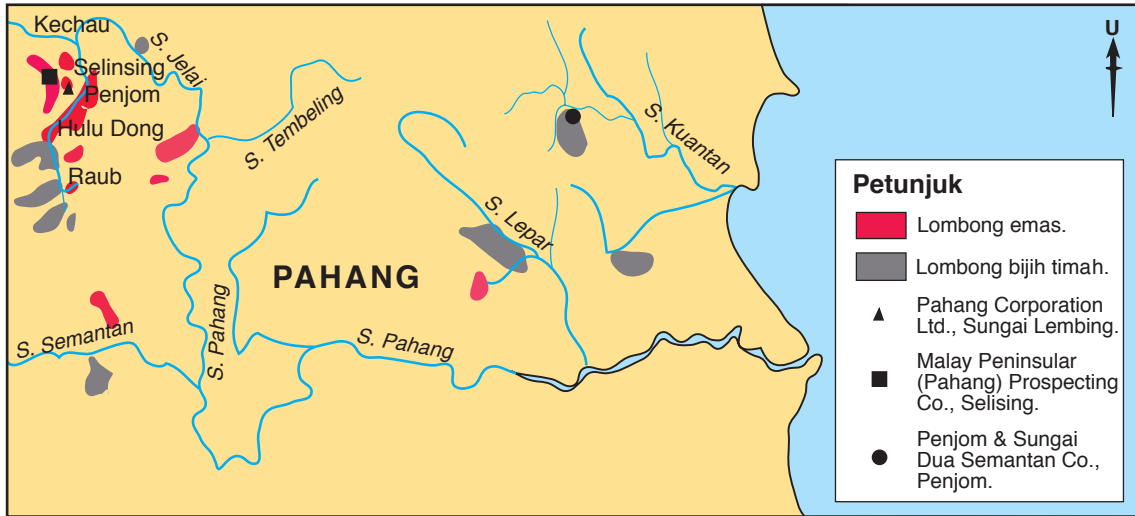 Kechau
S. Jelai
Selinsing
Penjom
Hulu Dong
Raub
S. Tembeling
S. Kuantan
S. Lepar
PAHANG
S. Pahang
S. Semantan
S. Pahang
U
Petunjuk
Lombong emas.
Lombong bijih timah.
Pahang Corporation
Ltd., Sungai Lembing.
Malay Peninsular
(Pahang) Prospecting
Co., Selising.
Penjom & Sungai
Dua Semantan Co.,
Penjom.